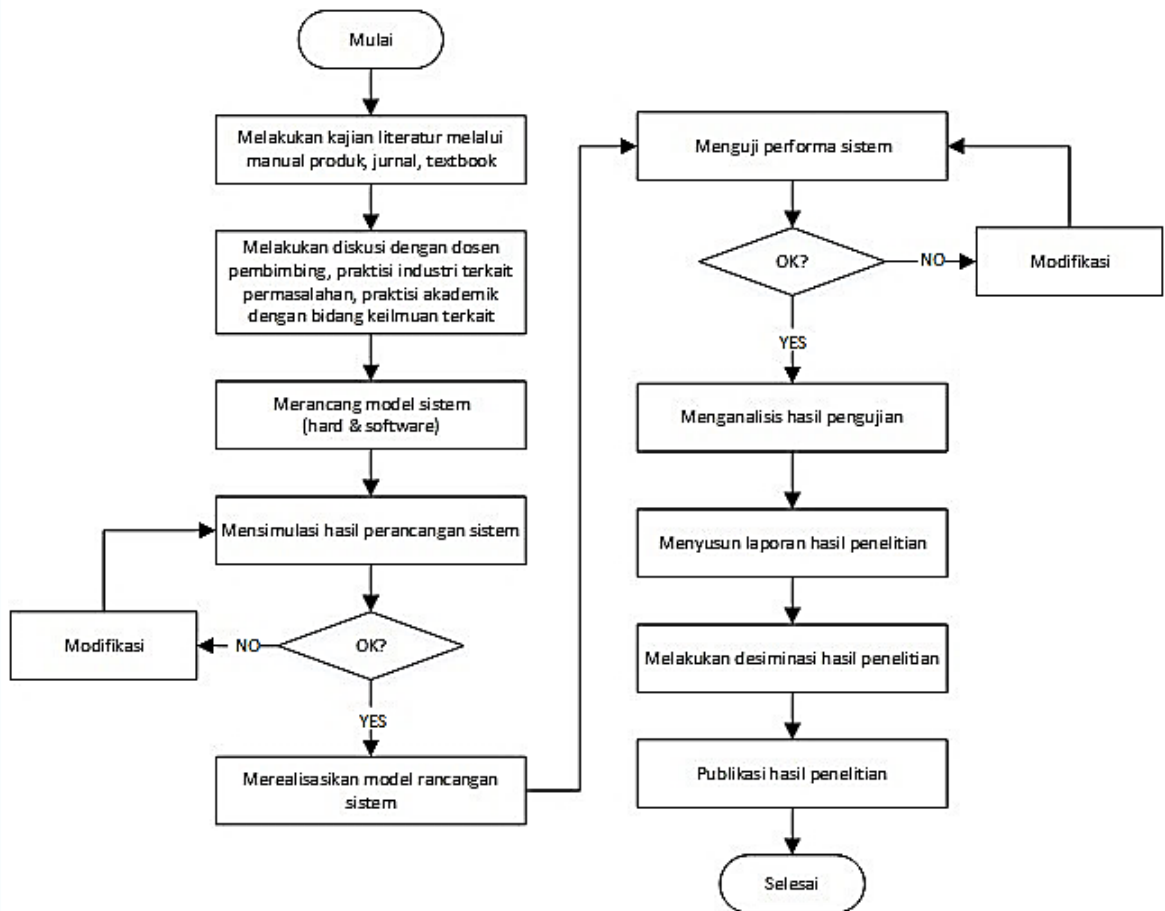 Mulai
Melakukan kajian literatur melalui
manual produk, jurnal, textbook
Melakukan diskusi dengan dosen
pembimbing, praktisi industri terkait
permasalahan, praktisi akademik
dengan bidang keilmuan terkait
Merancang model sistem
(hard & software)
Mensimulasi hasil perancangan sistem
OK?
NO
Modifikasi
YES
Merealisasikan model rancangan
sistem
Menguji performa sistem
OK?
NO
Modifikasi
YES
Menganalisis hasil pengujian
Menyusun laporan hasil penelitian
Melakukan desiminasi hasil penelitian
Publikasi hasil penelitian
Selesai